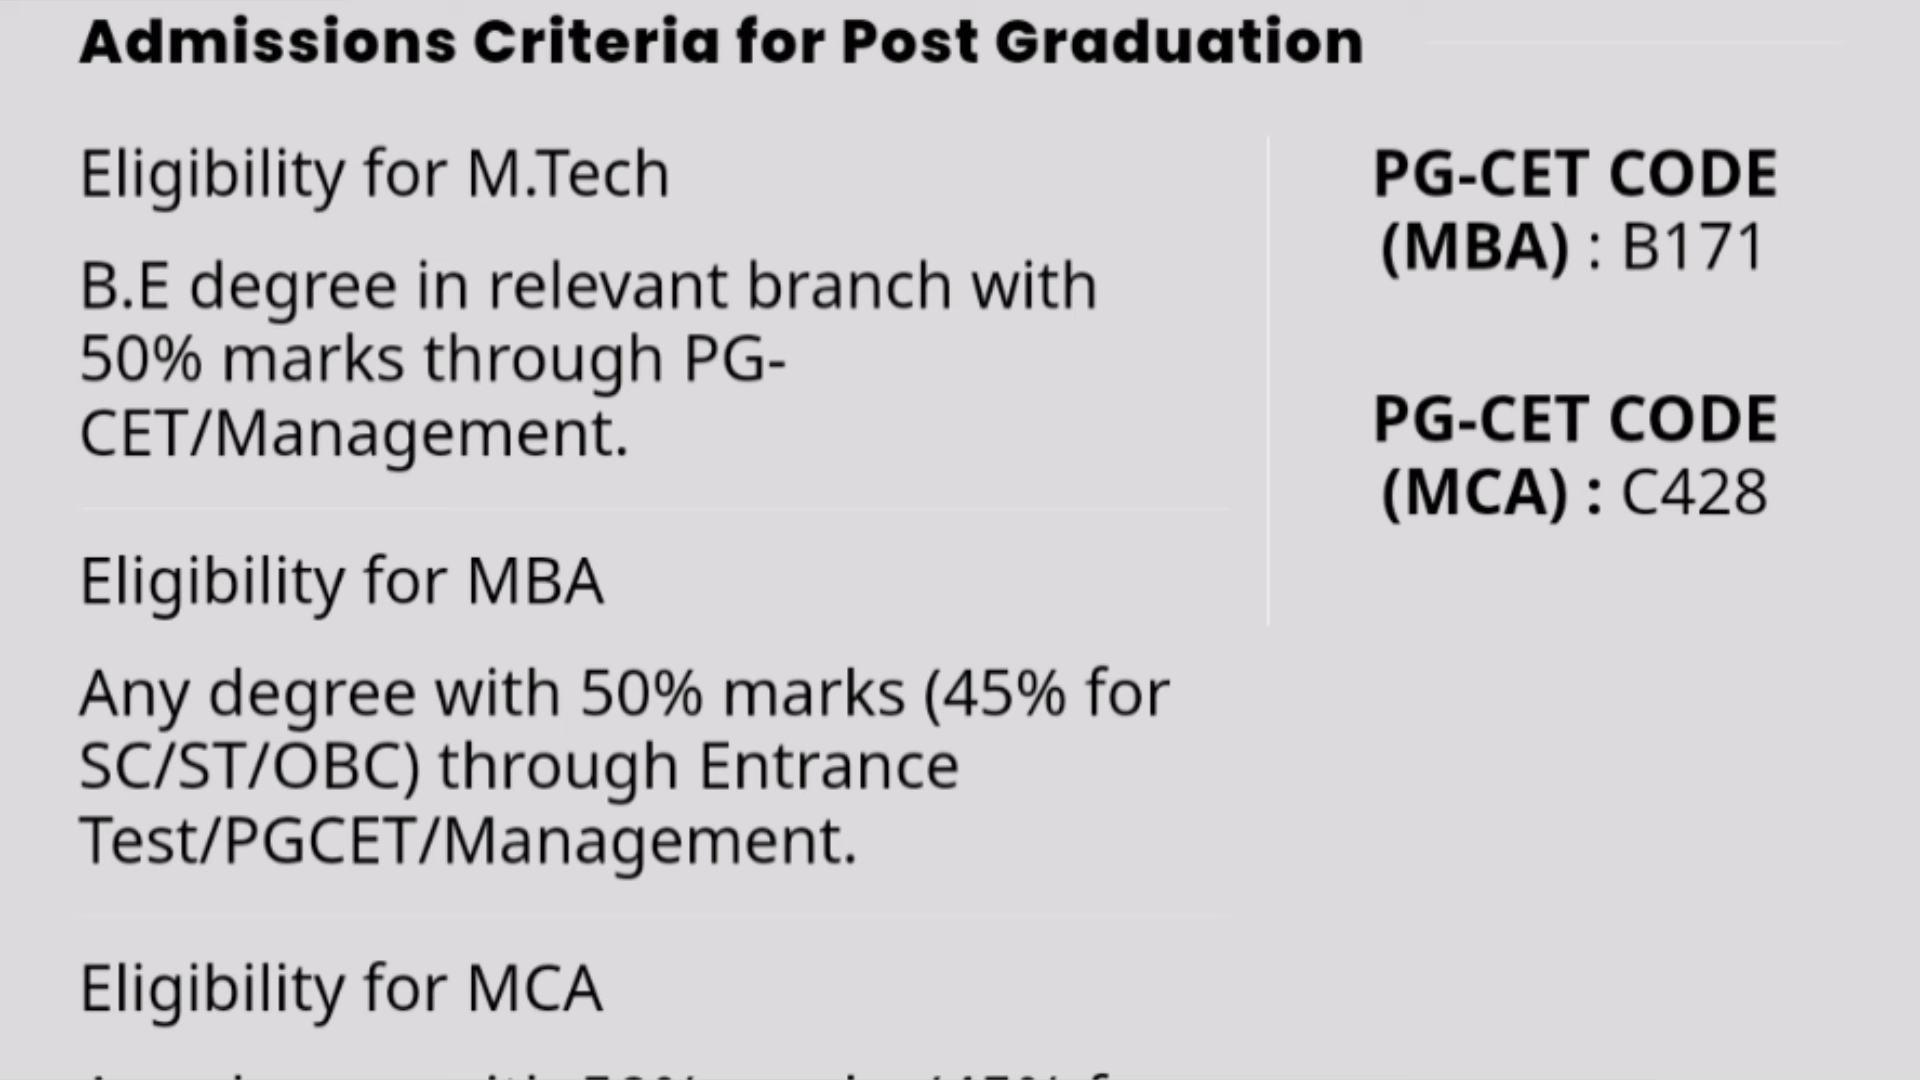 Admissions Criteria for Post Graduation
Eligibility for M.Tech
B.E degree in relevant branch with
50% marks through PG-
CET/Management.
Eligibility for MBA
Any degree with 50% marks (45% for
SC/ST/OBC) through Entrance
Test/PGCET/Management.
Eligibility for MCA
PG-CET CODE
(MBA) : B171
PG-CET CODE
(MCA) : C428